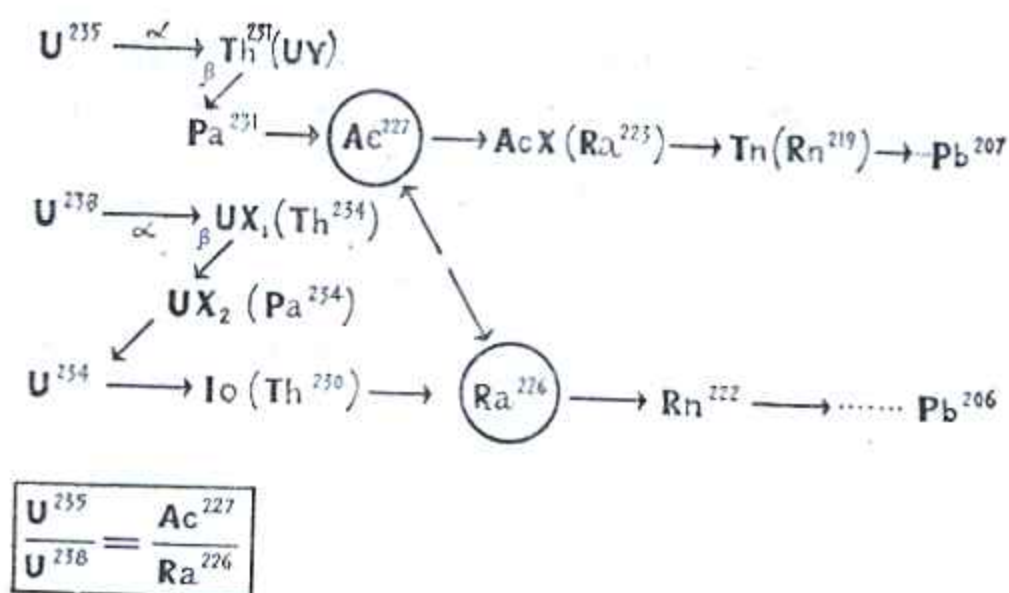 U²³⁵ —α→ Th²³¹(UY)
β
Pa²³¹ → Ac²²⁷ → AcX (Ra²²³) → Tn(Rn²¹⁹) → Pb²⁰⁷
U²³⁸ —α→ UX₁(Th²³⁴)
β
UX₂ (Pa²³⁴)
U²³⁴ → Io (Th²³⁰) → Ra²²⁶ → Rn²²² → ...... Pb²⁰⁶
U²³⁵ / U²³⁸ = Ac²²⁷ / Ra²²⁶